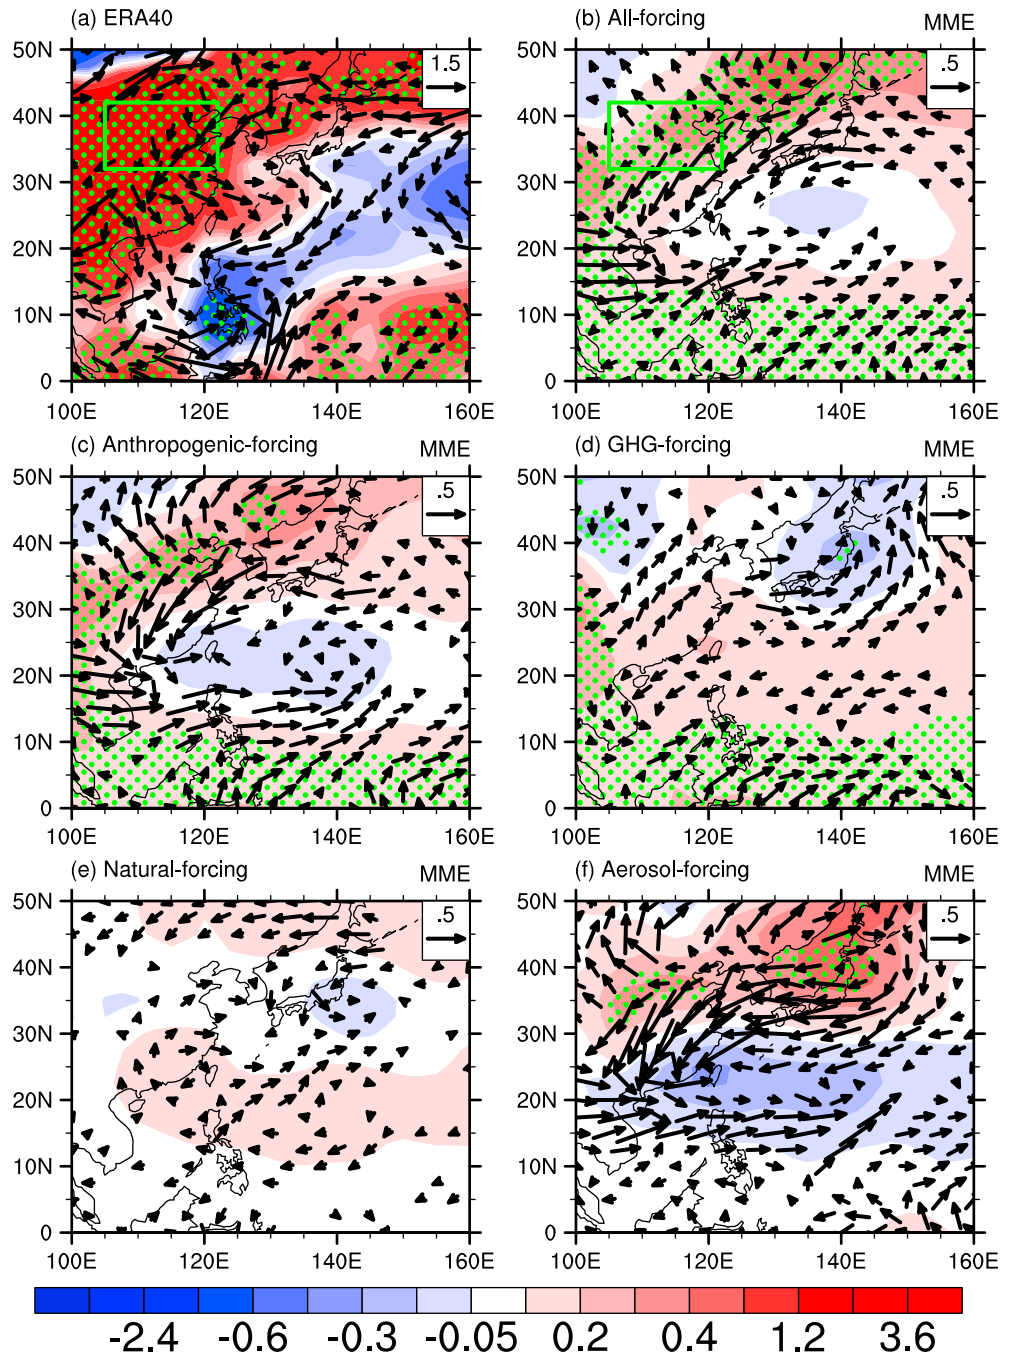 (a) ERA40
50N
40N
30N
20N
10N
0
1.5
100E 120E 140E 160E
(b) All-forcing MME
50N
40N
30N
20N
10N
0
.5
100E 120E 140E 160E
(c) Anthropogenic-forcing MME
50N
40N
30N
20N
10N
0
.5
100E 120E 140E 160E
(d) GHG-forcing MME
50N
40N
30N
20N
10N
0
.5
100E 120E 140E 160E
(e) Natural-forcing MME
50N
40N
30N
20N
10N
0
.5
100E 120E 140E 160E
(f) Aerosol-forcing MME
50N
40N
30N
20N
10N
0
.5
100E 120E 140E 160E
-2.4 -0.6 -0.3 -0.05 0.2 0.4 1.2 3.6